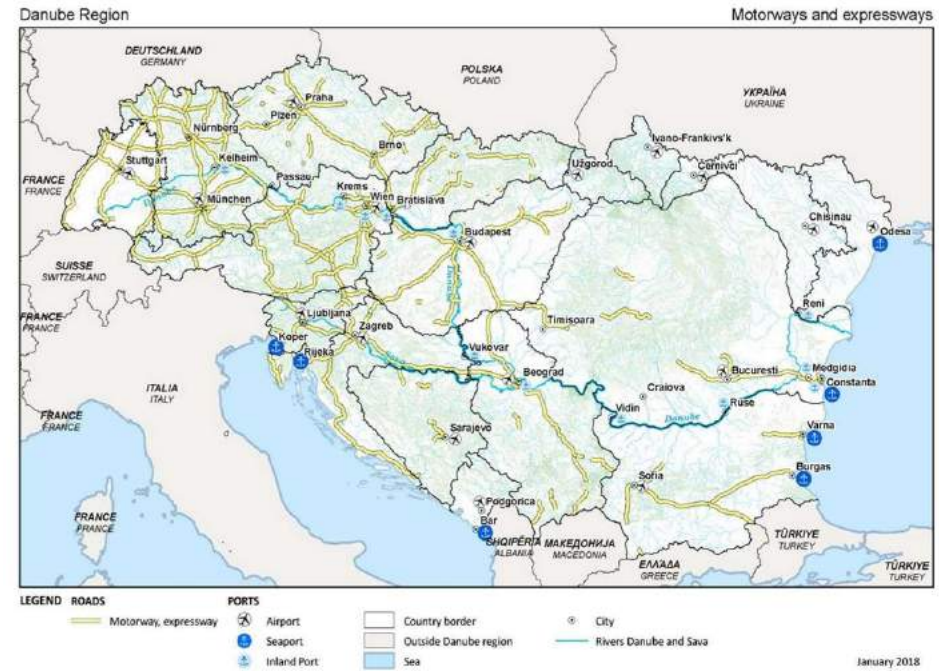 Danube Region
Motorways and expressways
DEUTSCHLAND
GERMANY
POLSKA
POLAND
УКРАЇНА
UKRAINE
Praha
Plzen
Nürnberg
Brno
Ivano-Frankivs'k
Užgorod
Černivci
Stuttgart
Kelheim
Passau
FRANCE
FRANCE
Krems
Wien
Bratislava
München
Chisinau
Odesa
Budapest
Danube
SUISSE
SWITZERLAND
Reni
FRANCE
FRANCE
Ljubljana
Zagreb
Timisoara
Koper
Rijeka
Vukovar
Sava
Beograd
Bucuresti
Medgidia
Constanta
Craiova
ITALIA
ITALY
Vidin
Danube
Ruse
FRANCE
FRANCE
Sarajevo
Varna
Sofia
Burgas
Podgorica
Bar
FRANCE
FRANCE
SHQIPËRIA
ALBANIA
МАКЕДОНИЈА
MACEDONIA
ΕΛΛΑΔΑ
GREECE
TÜRKIYE
TURKEY
TÜRKIYE
TURKEY
LEGEND ROADS
Motorway, expressway
PORTS
Airport
Seaport
Inland Port
Country border
Outside Danube region
Sea
City
Rivers Danube and Sava
January 2018